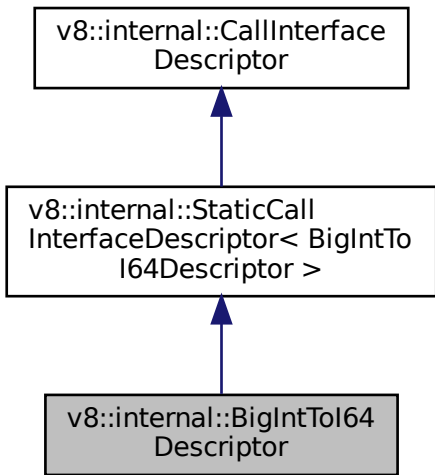 v8::internal::CallInterface
Descriptor
v8::internal::StaticCall
InterfaceDescriptor< BigIntTo
I64Descriptor >
v8::internal::BigIntToI64
Descriptor